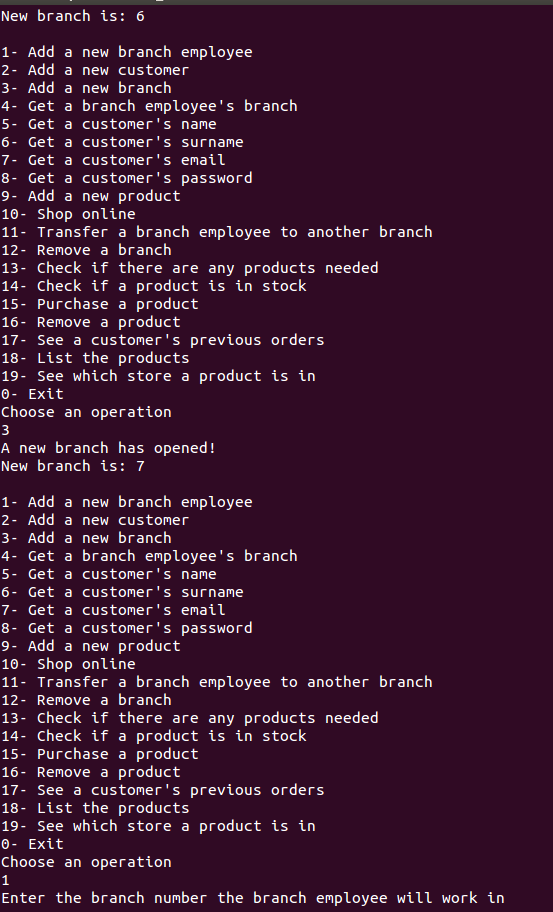 New branch is: 6
1- Add a new branch employee
2- Add a new customer
3- Add a new branch
4- Get a branch employee's branch
5- Get a customer's name
6- Get a customer's surname
7- Get a customer's email
8- Get a customer's password
9- Add a new product
10- Shop online
11- Transfer a branch employee to another branch
12- Remove a branch
13- Check if there are any products needed
14- Check if a product is in stock
15- Purchase a product
16- Remove a product
17- See a customer's previous orders
18- List the products
19- See which store a product is in
0- Exit
Choose an operation
3
A new branch has opened!
New branch is: 7
1- Add a new branch employee
2- Add a new customer
3- Add a new branch
4- Get a branch employee's branch
5- Get a customer's name
6- Get a customer's surname
7- Get a customer's email
8- Get a customer's password
9- Add a new product
10- Shop online
11- Transfer a branch employee to another branch
12- Remove a branch
13- Check if there are any products needed
14- Check if a product is in stock
15- Purchase a product
16- Remove a product
17- See a customer's previous orders
18- List the products
19- See which store a product is in
0- Exit
Choose an operation
1
Enter the branch number the branch employee will work in